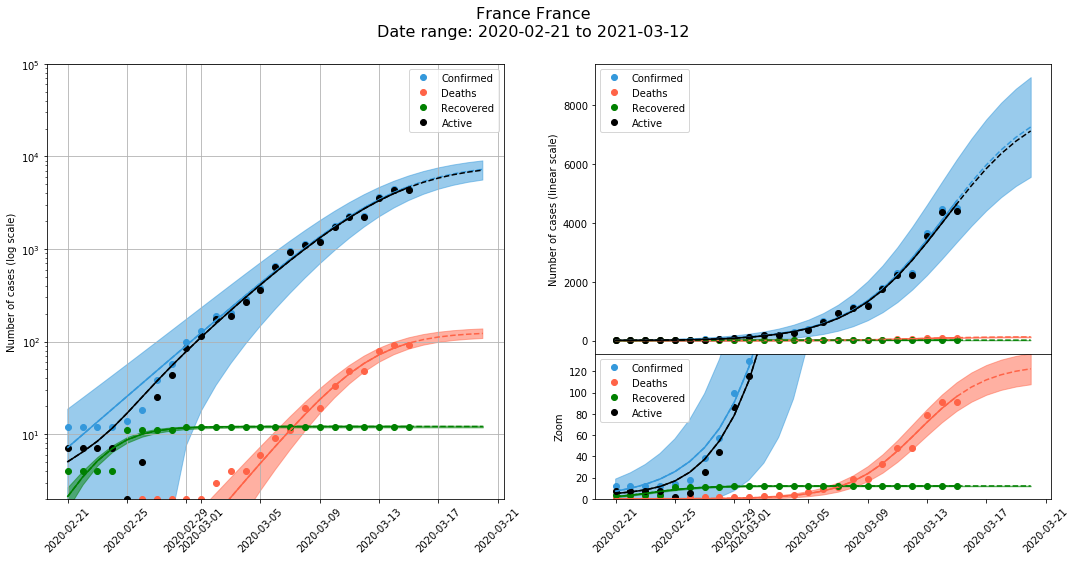 France France
Date range: 2020-02-21 to 2021-03-12
Number of cases (log scale)
10^5
10^4
10^3
10^2
10^1
Confirmed
Deaths
Recovered
Active
2020-02-21
2020-02-25
2020-02-29
2020-03-01
2020-03-05
2020-03-09
2020-03-13
2020-03-17
2020-03-21
Number of cases (linear scale)
8000
6000
4000
2000
0
Confirmed
Deaths
Recovered
Active
Zoom
120
100
80
60
40
20
0
Confirmed
Deaths
Recovered
Active
2020-02-21
2020-02-25
2020-02-29
2020-03-01
2020-03-05
2020-03-09
2020-03-13
2020-03-17
2020-03-21